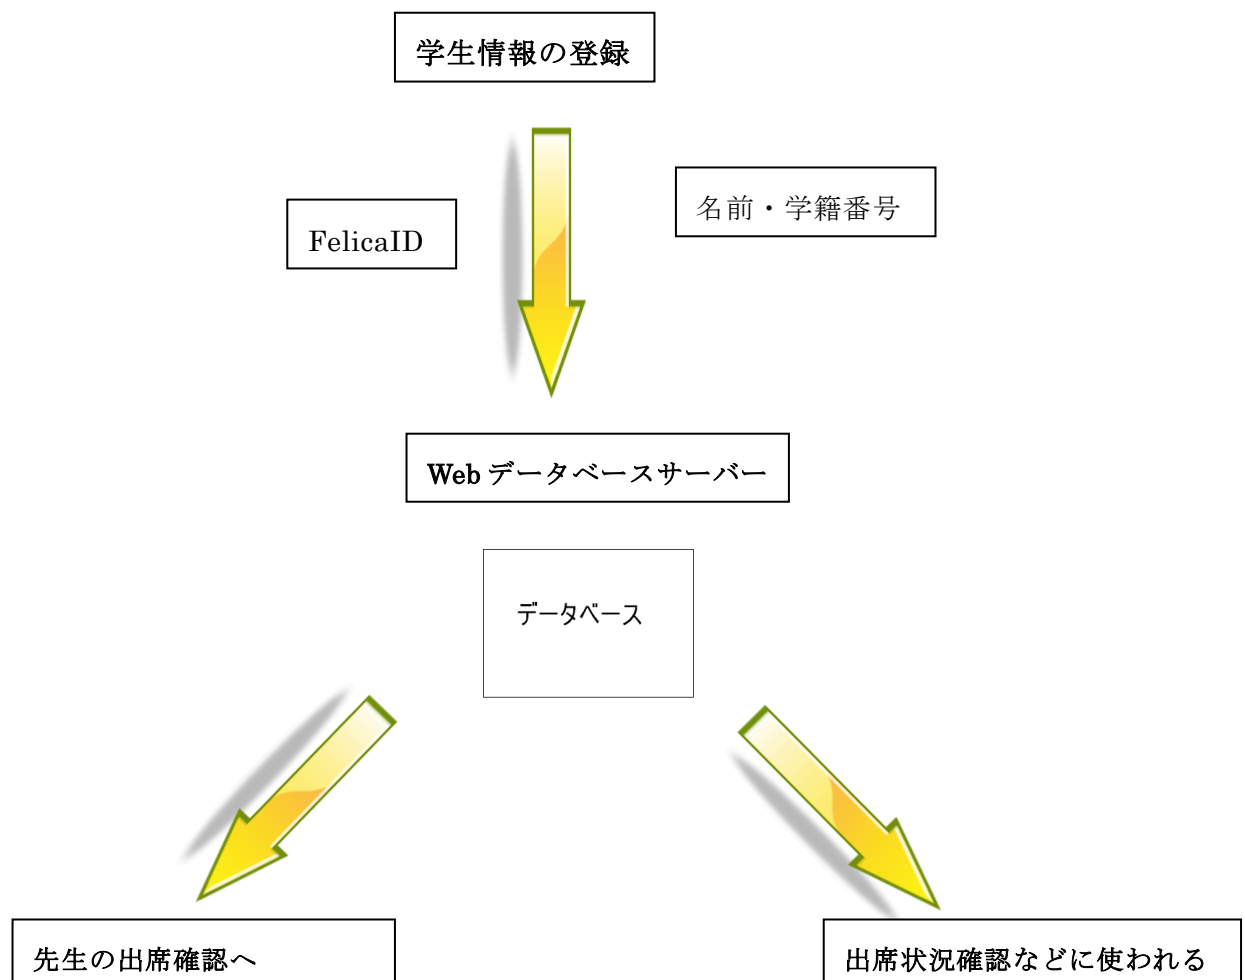 学生情報の登録
名前・学籍番号
FelicaID
Web データベースサーバー
データベース
先生の出席確認へ
出席状況確認などに使われる